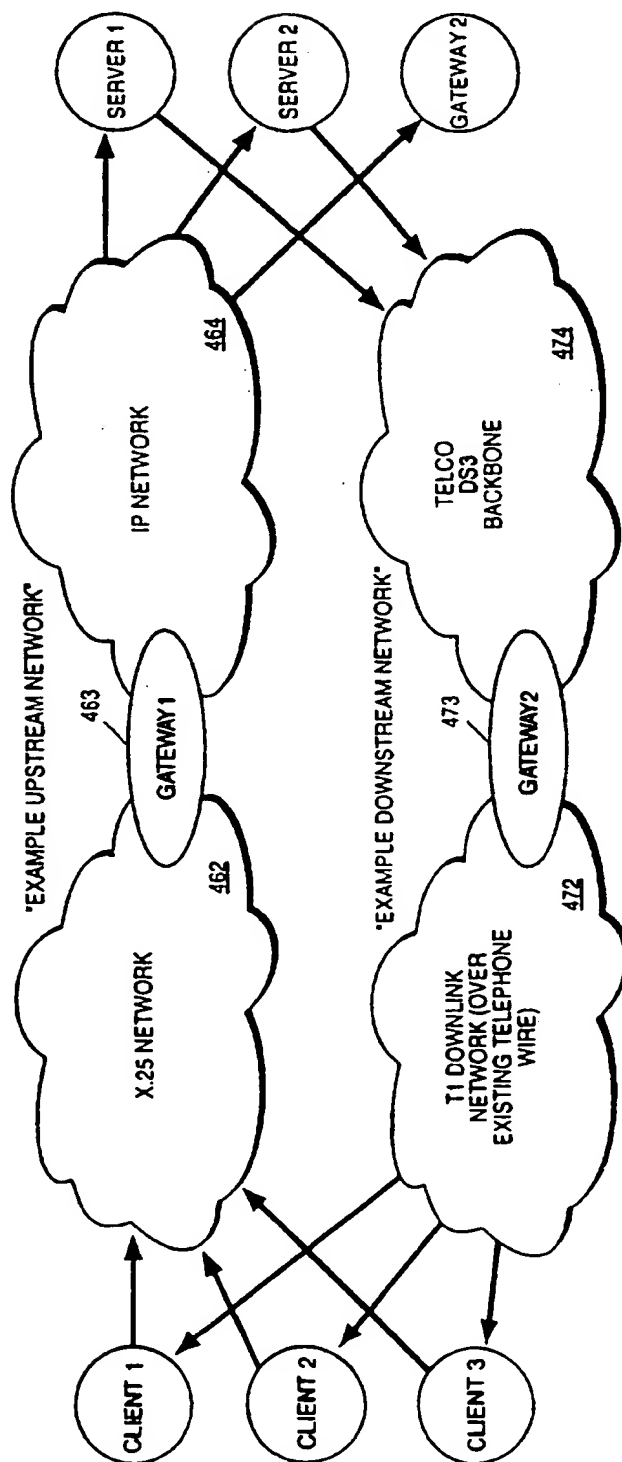 "EXAMPLE UPSTREAM NETWORK"
CLIENT 1
CLIENT 2
CLIENT 3
X.25 NETWORK
462
463
GATEWAY1
IP NETWORK
464
SERVER 1
SERVER 2
GATEWAY 2
"EXAMPLE DOWNSTREAM NETWORK"
T1 DOWNLINK
NETWORK (OVER
EXISTING TELEPHONE
WIRE)
472
473
GATEWAY2
TELCO
DS3
BACKBONE
474